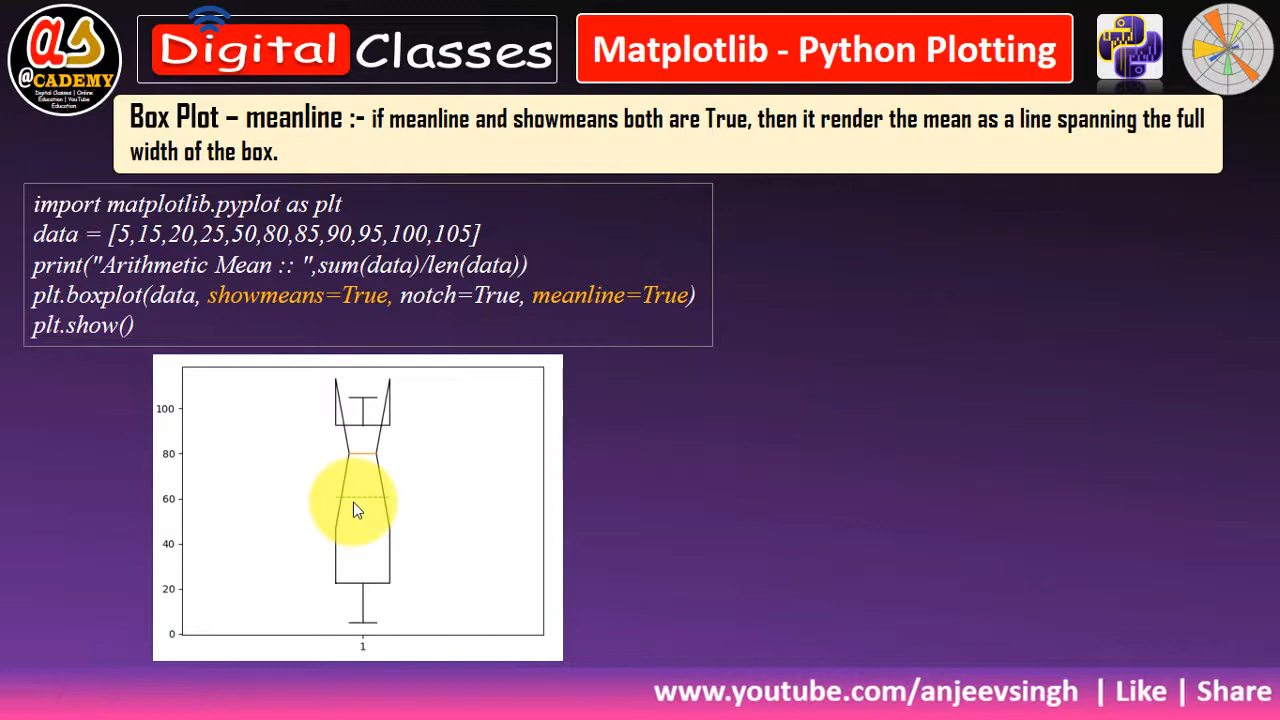 as
@CADEMY
Digital Classes | Online
Education | YouTube
Education
Digital Classes
Matplotlib - Python Plotting
Box Plot – meanline :- if meanline and showmeans both are True, then it render the mean as a line spanning the full
width of the box.
import matplotlib.pyplot as plt
data = [5,15,20,25,50,80,85,90,95,100,105]
print("Arithmetic Mean :: ",sum(data)/len(data))
plt.boxplot(data, showmeans=True, notch=True, meanline=True)
plt.show()
100
80
60
40
20
0
1
www.youtube.com/anjeevsingh | Like | Share